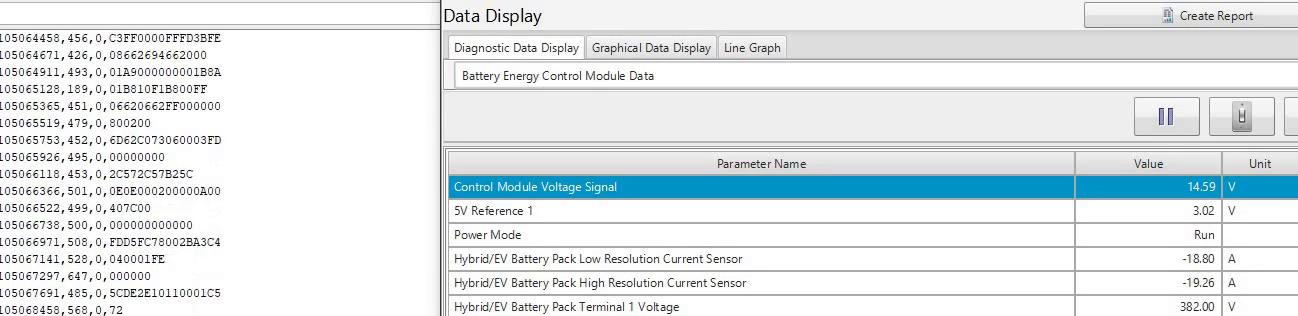 Data Display
Create Report
Diagnostic Data Display
Graphical Data Display
Line Graph
Battery Energy Control Module Data
Parameter Name Value Unit
Control Module Voltage Signal 14.59 V
5V Reference 1 3.02 V
Power Mode Run
Hybrid/EV Battery Pack Low Resolution Current Sensor -18.80 A
Hybrid/EV Battery Pack High Resolution Current Sensor -19.26 A
Hybrid/EV Battery Pack Terminal 1 Voltage 382.00 V
105064458,456,0,C3FF0000FFFD3BFE
105064671,426,0,08662694662000
105064911,493,0,01A9000000001B8A
105065128,189,0,01B810F1B800FF
105065365,451,0,06620662FF000000
105065519,479,0,800200
105065753,452,0,6D62C073060003FD
105065926,495,0,00000000
105066118,453,0,2C572C57B25C
105066366,501,0,0E0E000200000A00
105066522,499,0,407C00
105066738,500,0,000000000000
105066971,508,0,FDD5FC78002BA3C4
105067141,528,0,040001FE
105067297,647,0,000000
105067691,485,0,5CDE2E10110001C5
105068458,568,0,72